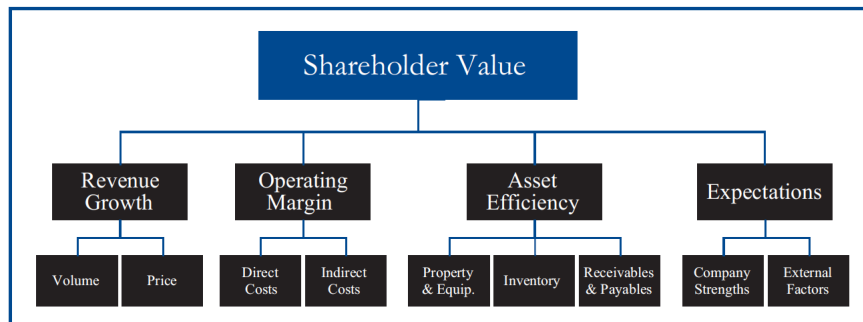 Shareholder Value
Revenue
Growth
Operating
Margin
Asset
Efficiency
Expectations
Volume
Price
Direct
Costs
Indirect
Costs
Property
& Equip.
Inventory
Receivables
& Payables
Company
Strengths
External
Factors